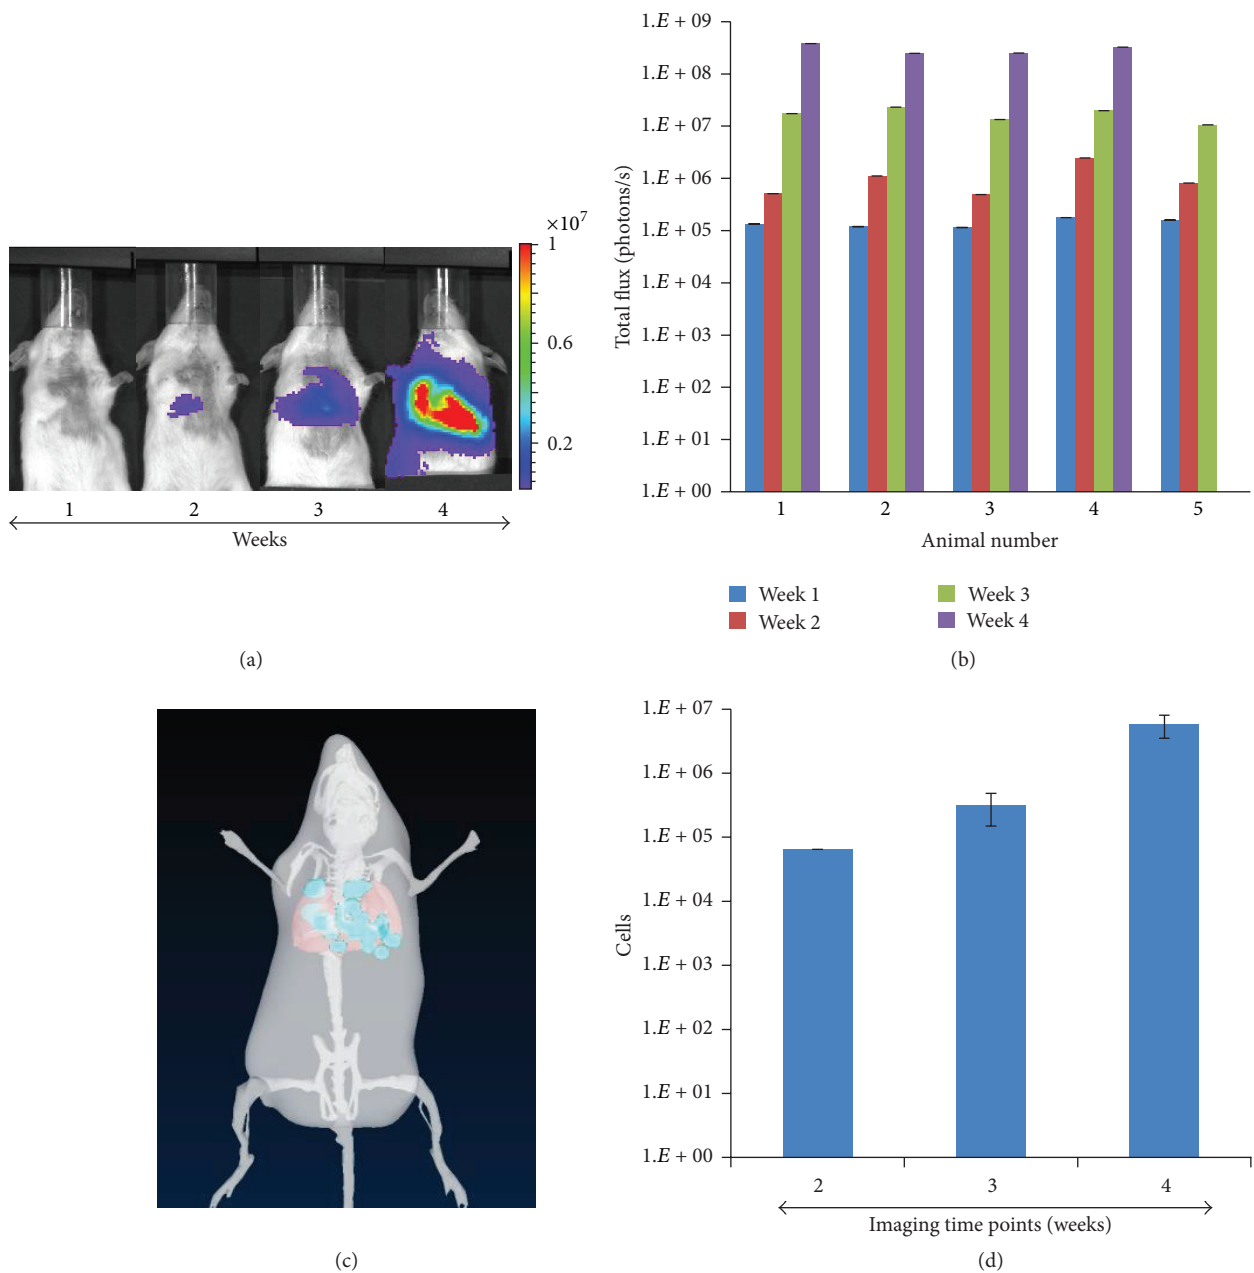 ×10⁷
1
0.6
0.2
1 2 3 4
Weeks
(a)
1.E + 09
1.E + 08
1.E + 07
1.E + 06
1.E + 05
1.E + 04
1.E + 03
1.E + 02
1.E + 01
1.E + 00
Total flux (photons/s)
1 2 3 4 5
Animal number
Week 1
Week 2
Week 3
Week 4
(b)
(c)
1.E + 07
1.E + 06
1.E + 05
1.E + 04
1.E + 03
1.E + 02
1.E + 01
1.E + 00
Cells
2 3 4
Imaging time points (weeks)
(d)